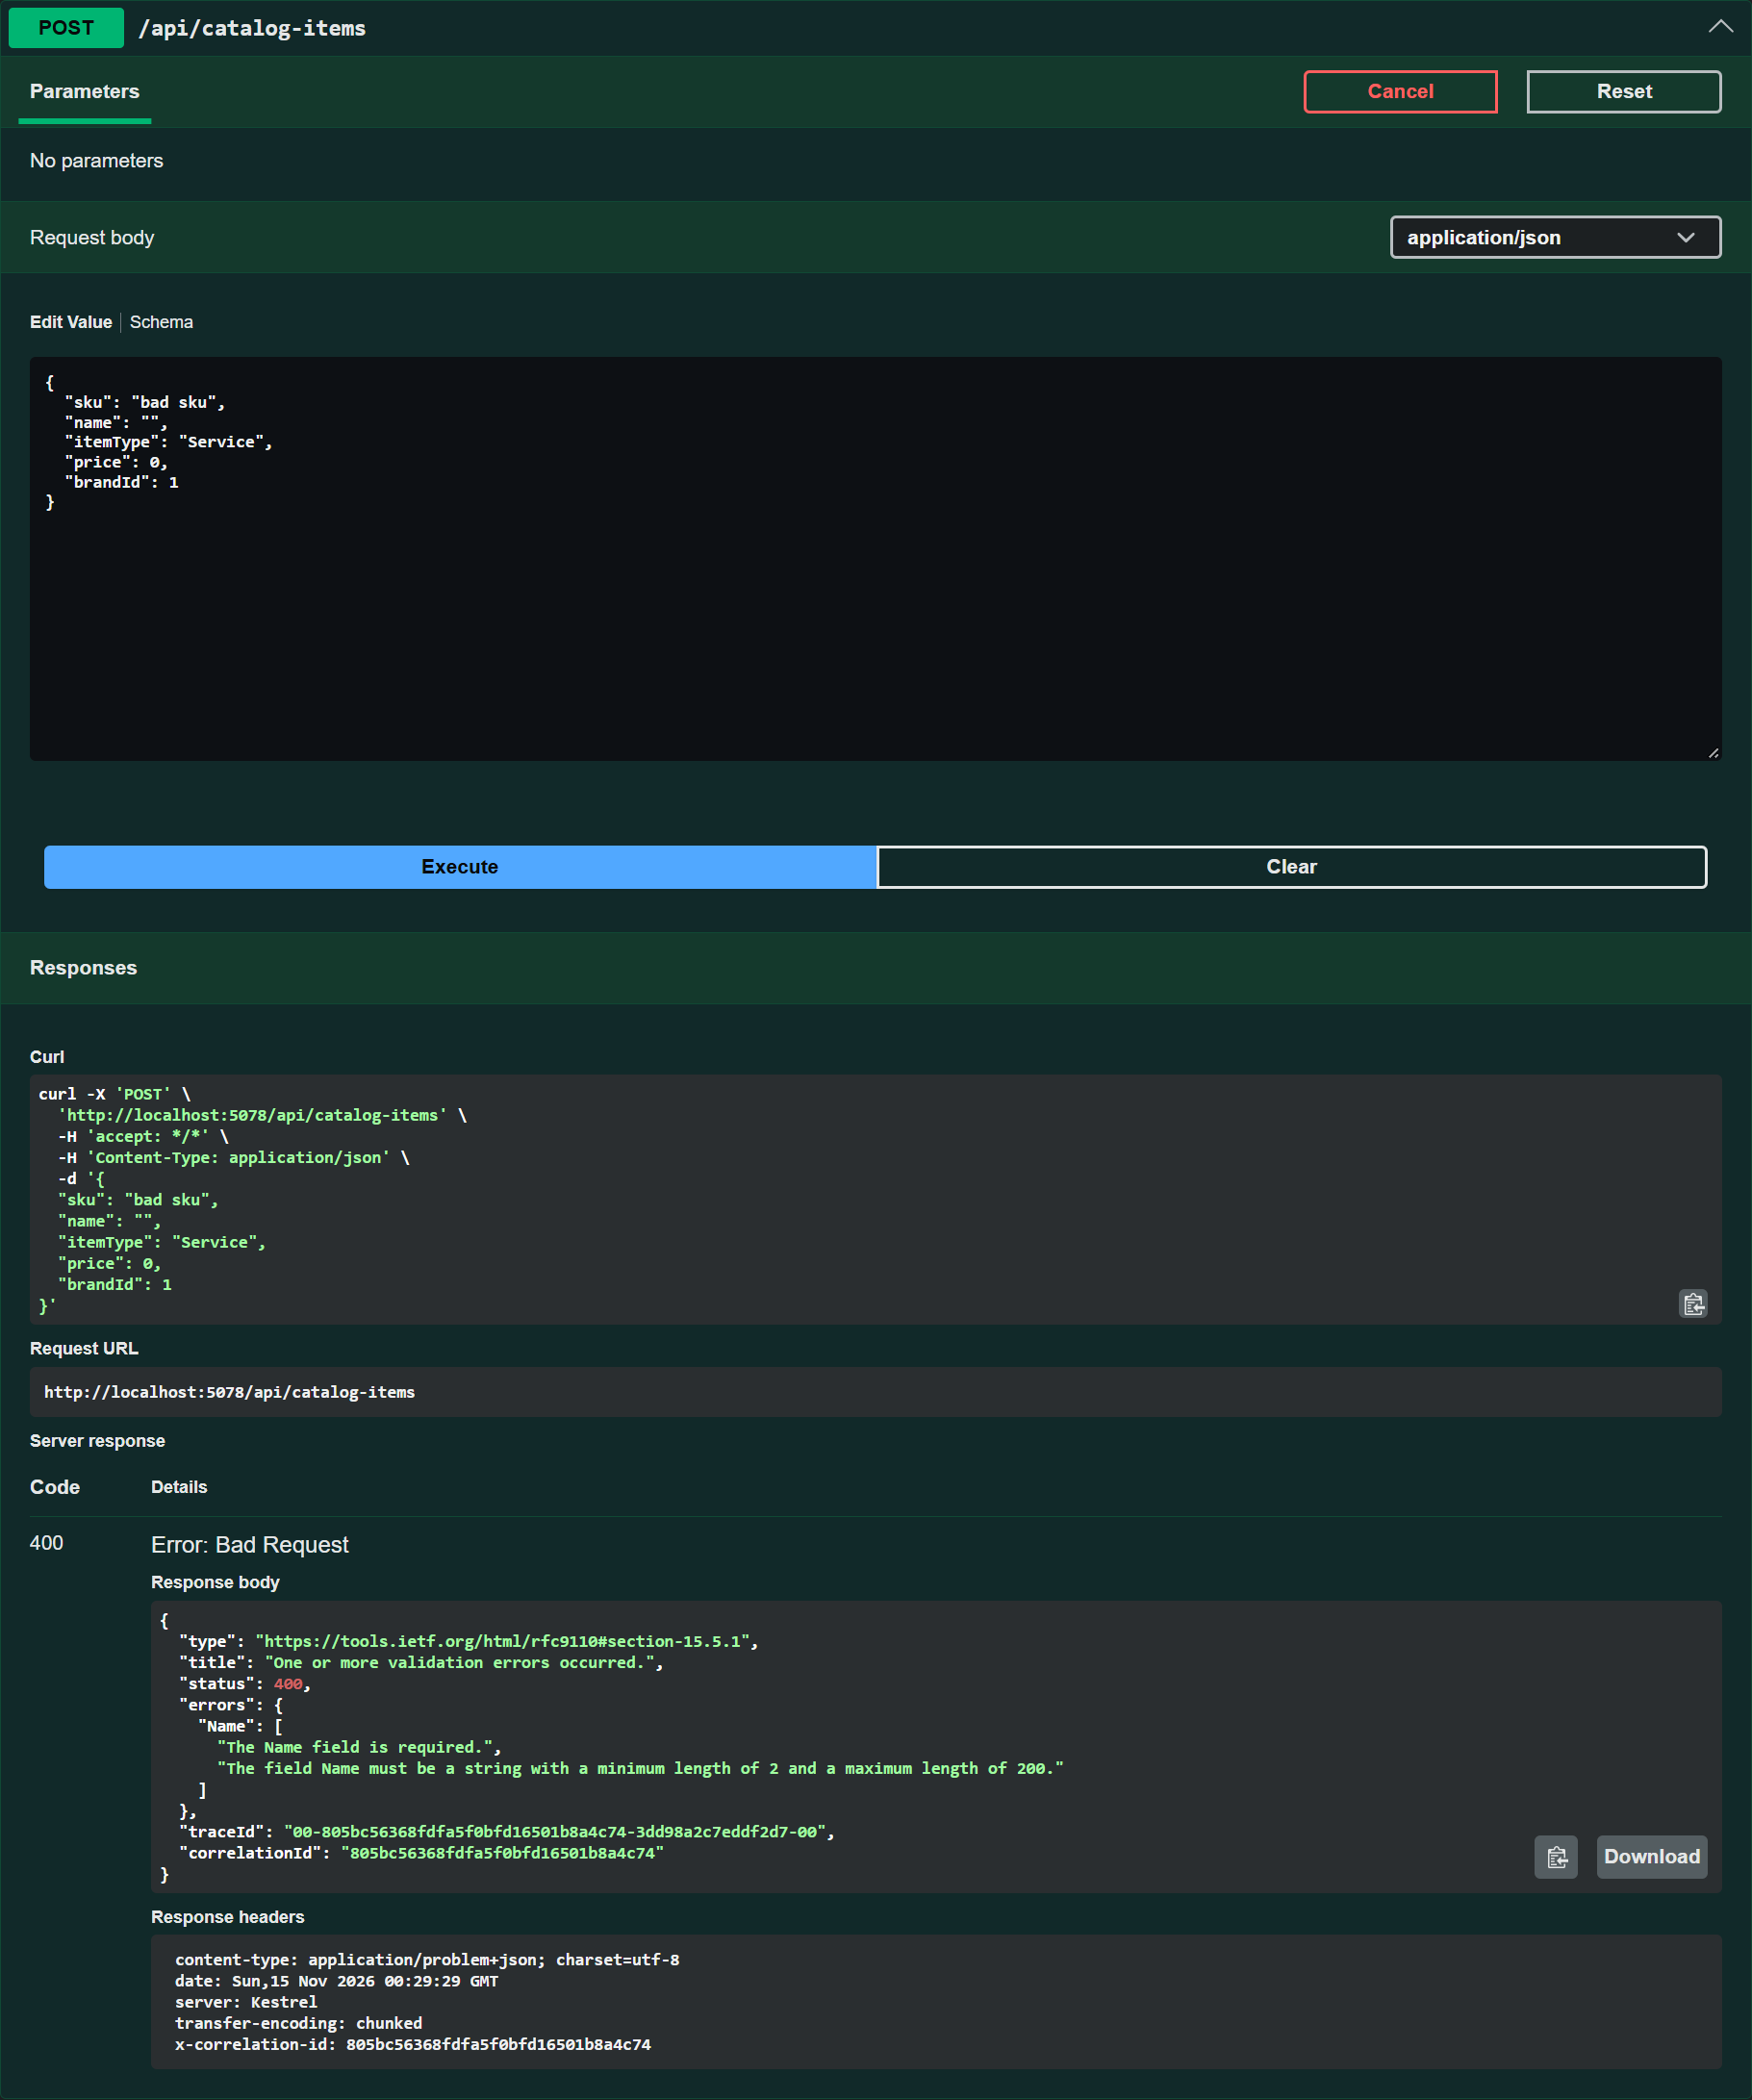 POST /api/catalog-items
Parameters Cancel Reset
No parameters
Request body application/json
Edit Value Schema
{
  "sku": "bad sku",
  "name": "",
  "itemType": "Service",
  "price": 0,
  "brandId": 1
}
Execute Clear
Responses
Curl
curl -X 'POST' \
  'http://localhost:5078/api/catalog-items' \
  -H 'accept: */*' \
  -H 'Content-Type: application/json' \
  -d '{
  "sku": "bad sku",
  "name": "",
  "itemType": "Service",
  "price": 0,
  "brandId": 1
}'
Request URL
http://localhost:5078/api/catalog-items
Server response
Code Details
400 Error: Bad Request
Response body
{
  "type": "https://tools.ietf.org/html/rfc9110#section-15.5.1",
  "title": "One or more validation errors occurred.",
  "status": 400,
  "errors": {
    "Name": [
      "The Name field is required.",
      "The field Name must be a string with a minimum length of 2 and a maximum length of 200."
    ]
  },
  "traceId": "00-805bc56368fdfa5f0bfd16501b8a4c74-3dd98a2c7eddf2d7-00",
  "correlationId": "805bc56368fdfa5f0bfd16501b8a4c74"
}
Download
Response headers
content-type: application/problem+json; charset=utf-8
date: Sun,15 Nov 2026 00:29:29 GMT
server: Kestrel
transfer-encoding: chunked
x-correlation-id: 805bc56368fdfa5f0bfd16501b8a4c74